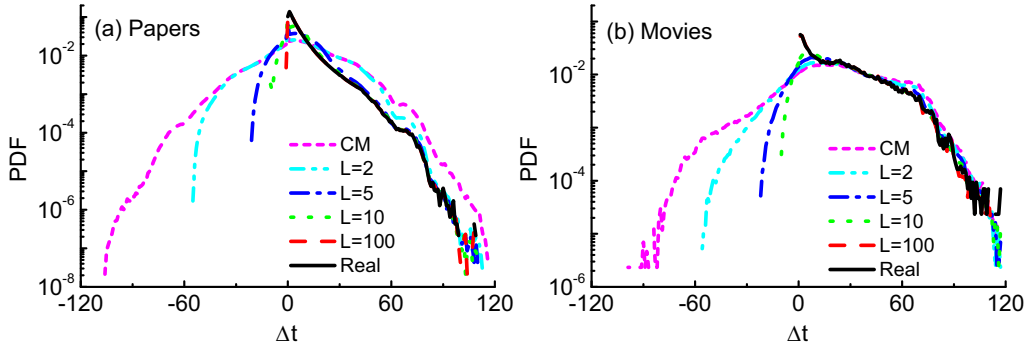 (a) Papers
PDF
10^-2
10^-4
10^-6
10^-8
CM
L=2
L=5
L=10
L=100
Real
-120 -60 0 60 120
Δt
(b) Movies
PDF
10^-2
10^-4
10^-6
CM
L=2
L=5
L=10
L=100
Real
-120 -60 0 60 120
Δt